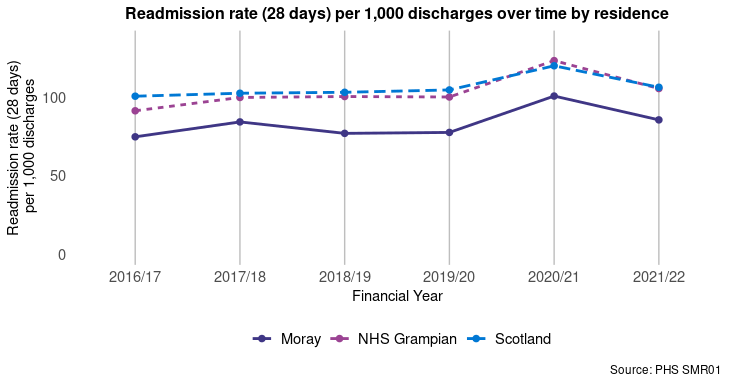 Readmission rate (28 days) per 1,000 discharges over time by residence
Readmission rate (28 days)
per 1,000 discharges
100
50
0
2016/17 2017/18 2018/19 2019/20 2020/21 2021/22
Financial Year
Moray NHS Grampian Scotland
Source: PHS SMR01